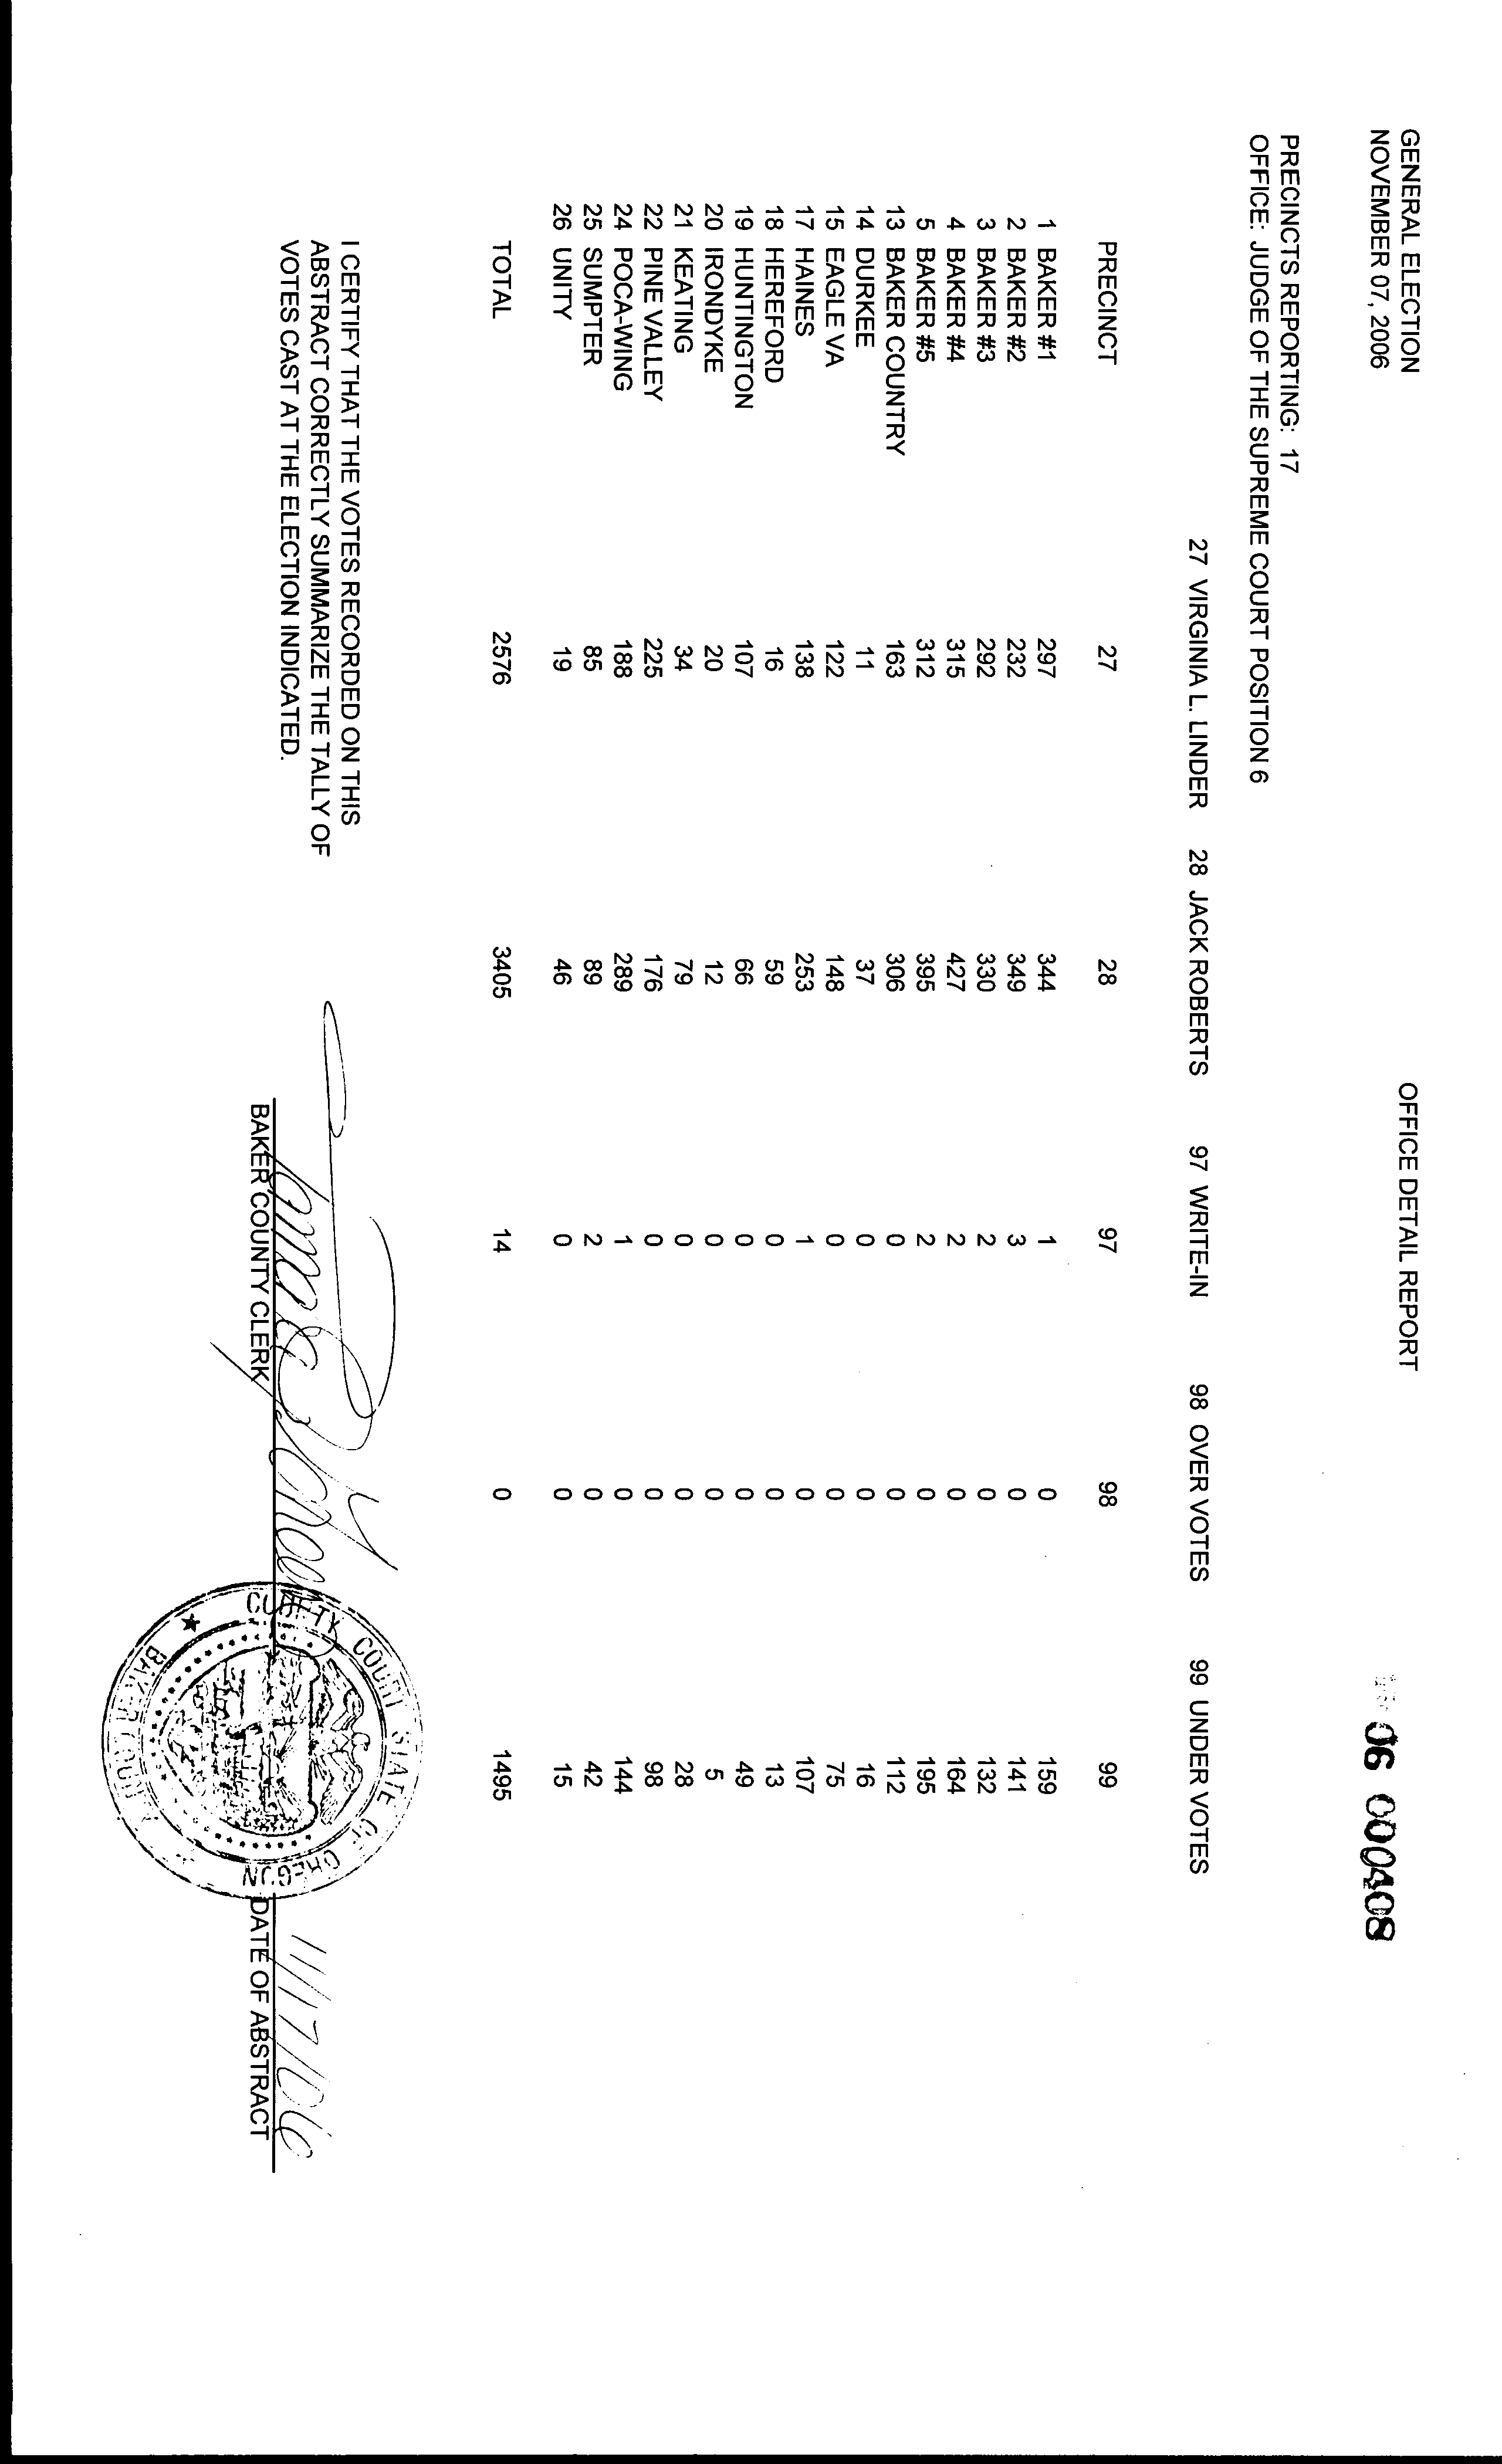 GENERAL ELECTION OFFICE DETAIL REPORT
NOVEMBER 07, 2006 06 000408
PRECINCTS REPORTING: 17
OFFICE: JUDGE OF THE SUPREME COURT POSITION 6
27 VIRGINIA L. LINDER 28 JACK ROBERTS 97 WRITE-IN 98 OVER VOTES 99 UNDER VOTES
PRECINCT 27 28 97 98 99
1 BAKER #1 297 344 1 0 159
2 BAKER #2 232 349 3 0 141
3 BAKER #3 292 330 2 0 132
4 BAKER #4 315 427 2 0 164
5 BAKER #5 312 395 2 0 195
13 BAKER COUNTRY 163 306 0 0 112
14 DURKEE 11 37 0 0 16
15 EAGLE VA 122 148 0 0 75
17 HAINES 138 253 1 0 107
18 HEREFORD 16 59 0 0 13
19 HUNTINGTON 107 66 0 0 49
20 IRONDYKE 20 12 0 0 5
21 KEATING 34 79 0 0 28
22 PINE VALLEY 225 176 0 0 98
24 POCA-WING 188 289 1 0 144
25 SUMPTER 85 89 2 0 42
26 UNITY 19 46 0 0 15
TOTAL 2576 3405 14 0 1495
I CERTIFY THAT THE VOTES RECORDED ON THIS
ABSTRACT CORRECTLY SUMMARIZE THE TALLY OF
VOTES CAST AT THE ELECTION INDICATED.
11/17/06
BAKER COUNTY CLERK DATE OF ABSTRACT
COUNTY COURT STATE OF OREGON
BAKER COUNTY